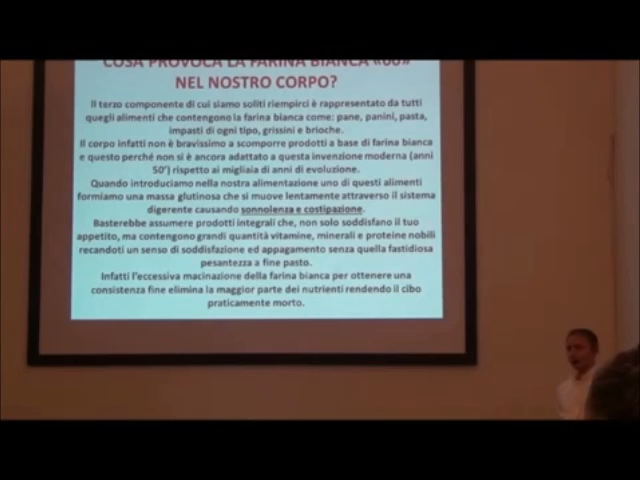 COSA PROVOCA LA FARINA BIANCA «00»
NEL NOSTRO CORPO?
Il terzo componente di cui siamo soliti riempirci è rappresentato da tutti
quegli alimenti che contengono la farina bianca come: pane, panini, pasta,
impasti di ogni tipo, grissini e brioche.
Il corpo infatti non è bravissimo a scomporre prodotti a base di farina bianca
e questo perché non si è ancora adattato a questa invenzione moderna (anni
50') rispetto ai migliaia di anni di evoluzione.
Quando introduciamo nella nostra alimentazione uno di questi alimenti
formiamo una massa glutinosa che si muove lentamente attraverso il sistema
digerente causando sonnolenza e costipazione.
Basterebbe assumere prodotti integrali che, non solo soddisfano il tuo
appetito, ma contengono grandi quantità vitamine, minerali e proteine nobili
recandoti un senso di soddisfazione ed appagamento senza quella fastidiosa
pesantezza a fine pasto.
Infatti l'eccessiva macinazione della farina bianca per ottenere una
consistenza fine elimina la maggior parte dei nutrienti rendendo il cibo
praticamente morto.